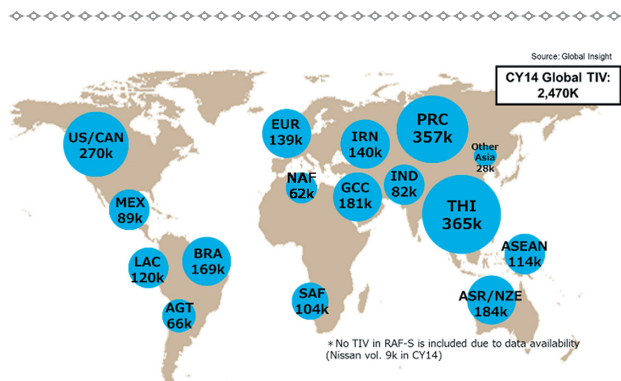 Source: Global Insight
CY14 Global TIV:
2,470K
US/CAN
270k
EUR
139k
IRN
140k
PRC
357k
Other
Asia
28k
MEX
89k
NAF
62k
GCC
181k
IND
82k
THI
365k
LAC
120k
BRA
169k
ASEAN
114k
AGT
66k
SAF
104k
ASR/NZE
184k
*No TIV in RAF-S is included due to data availability
(Nissan vol. 9k in CY14)